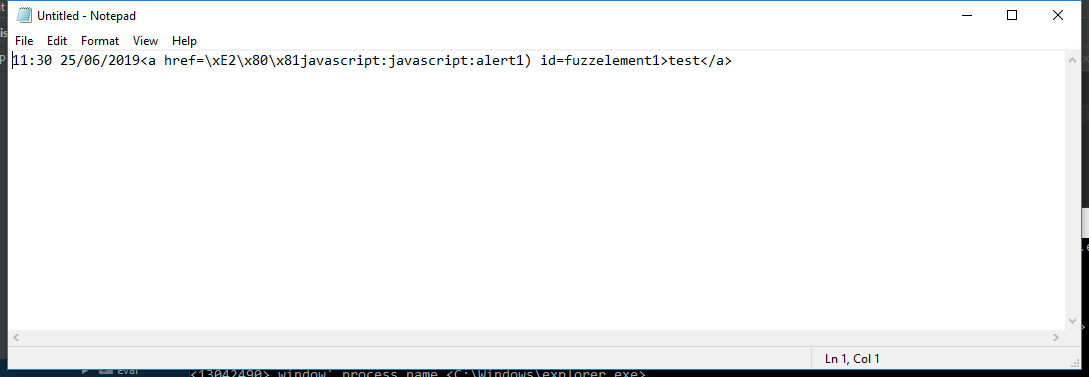 Untitled - Notepad
File Edit Format View Help
11:30 25/06/2019<a href=\xE2\x80\x81javascript:javascript:alert1) id=fuzzelement1>test</a>
Ln 1, Col 1
eval
<13042490> window' process name <C:\Windows\explorer.exe>